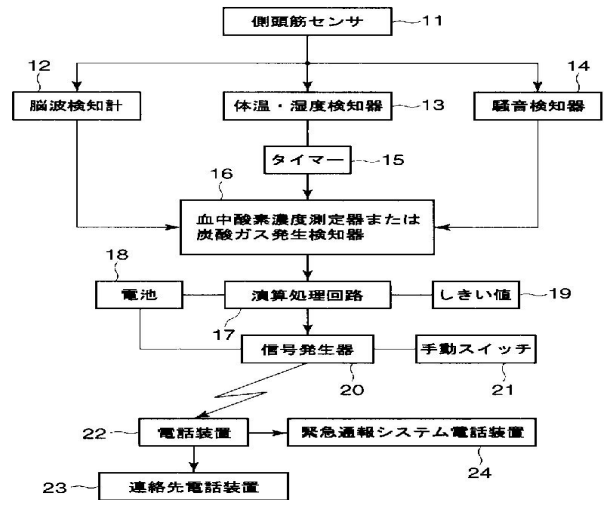 側頭筋センサ 11
12
14
脳波検知計
体温・湿度検知器
13
騒音検知器
タイマー 15
16
血中酸素濃度測定器または
炭酸ガス発生検知器
18
電池
演算処理回路
しきい値 19
17
信号発生器
手動スイッチ
20
21
22 電話装置
緊急通報システム電話装置
24
23 連絡先電話装置